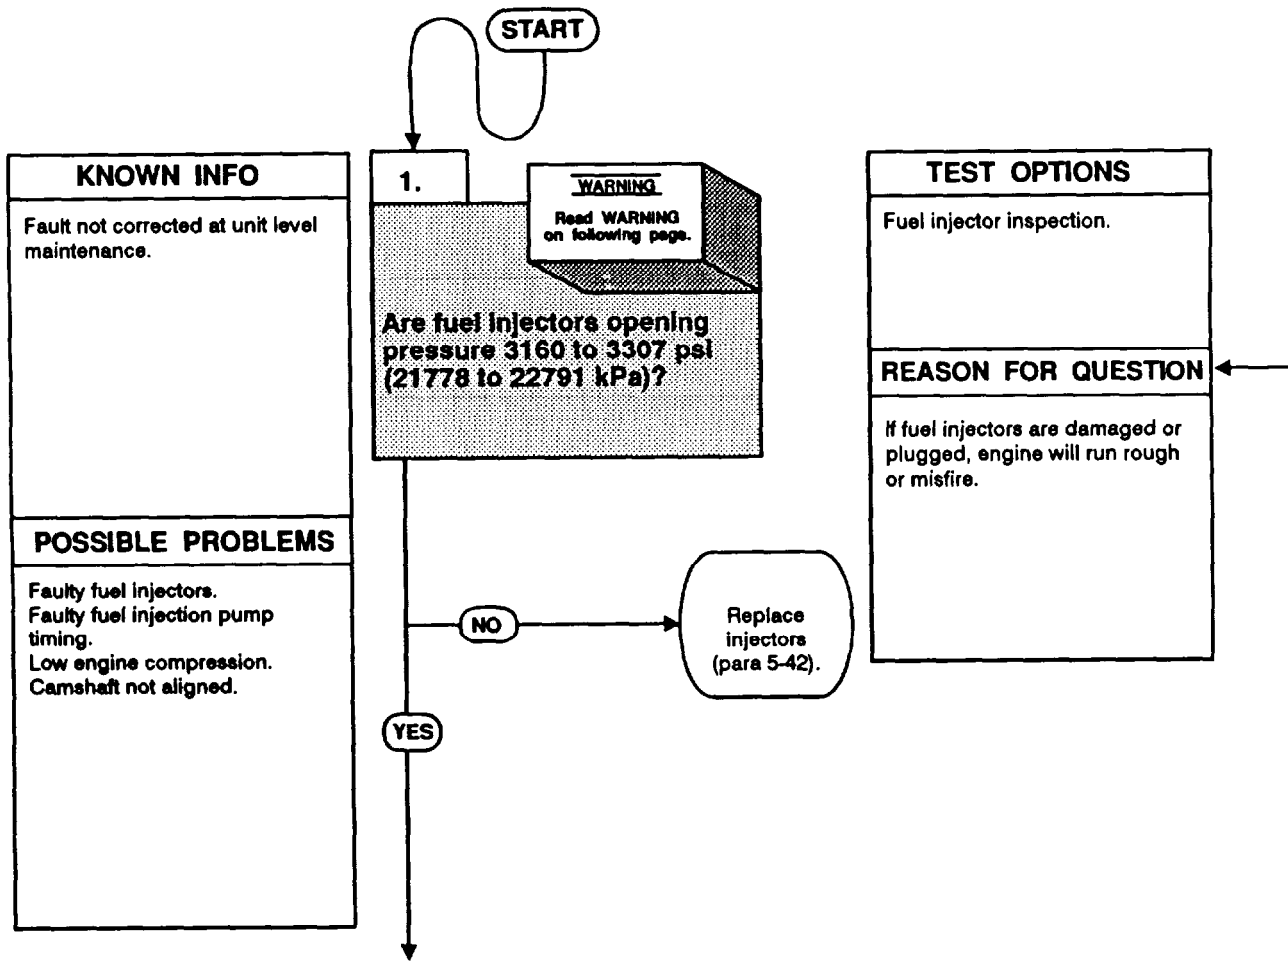 START
KNOWN INFO
Fault not corrected at unit level
maintenance.
POSSIBLE PROBLEMS
Faulty fuel injectors.
Faulty fuel injection pump
timing.
Low engine compression.
Camshaft not aligned.
1.
WARNING
Read WARNING
on following page.
Are fuel injectors opening
pressure 3160 to 3307 psi
(21778 to 22791 kPa)?
NO
Replace
injectors
(para 5-42).
YES
TEST OPTIONS
Fuel injector inspection.
REASON FOR QUESTION
If fuel injectors are damaged or
plugged, engine will run rough
or misfire.